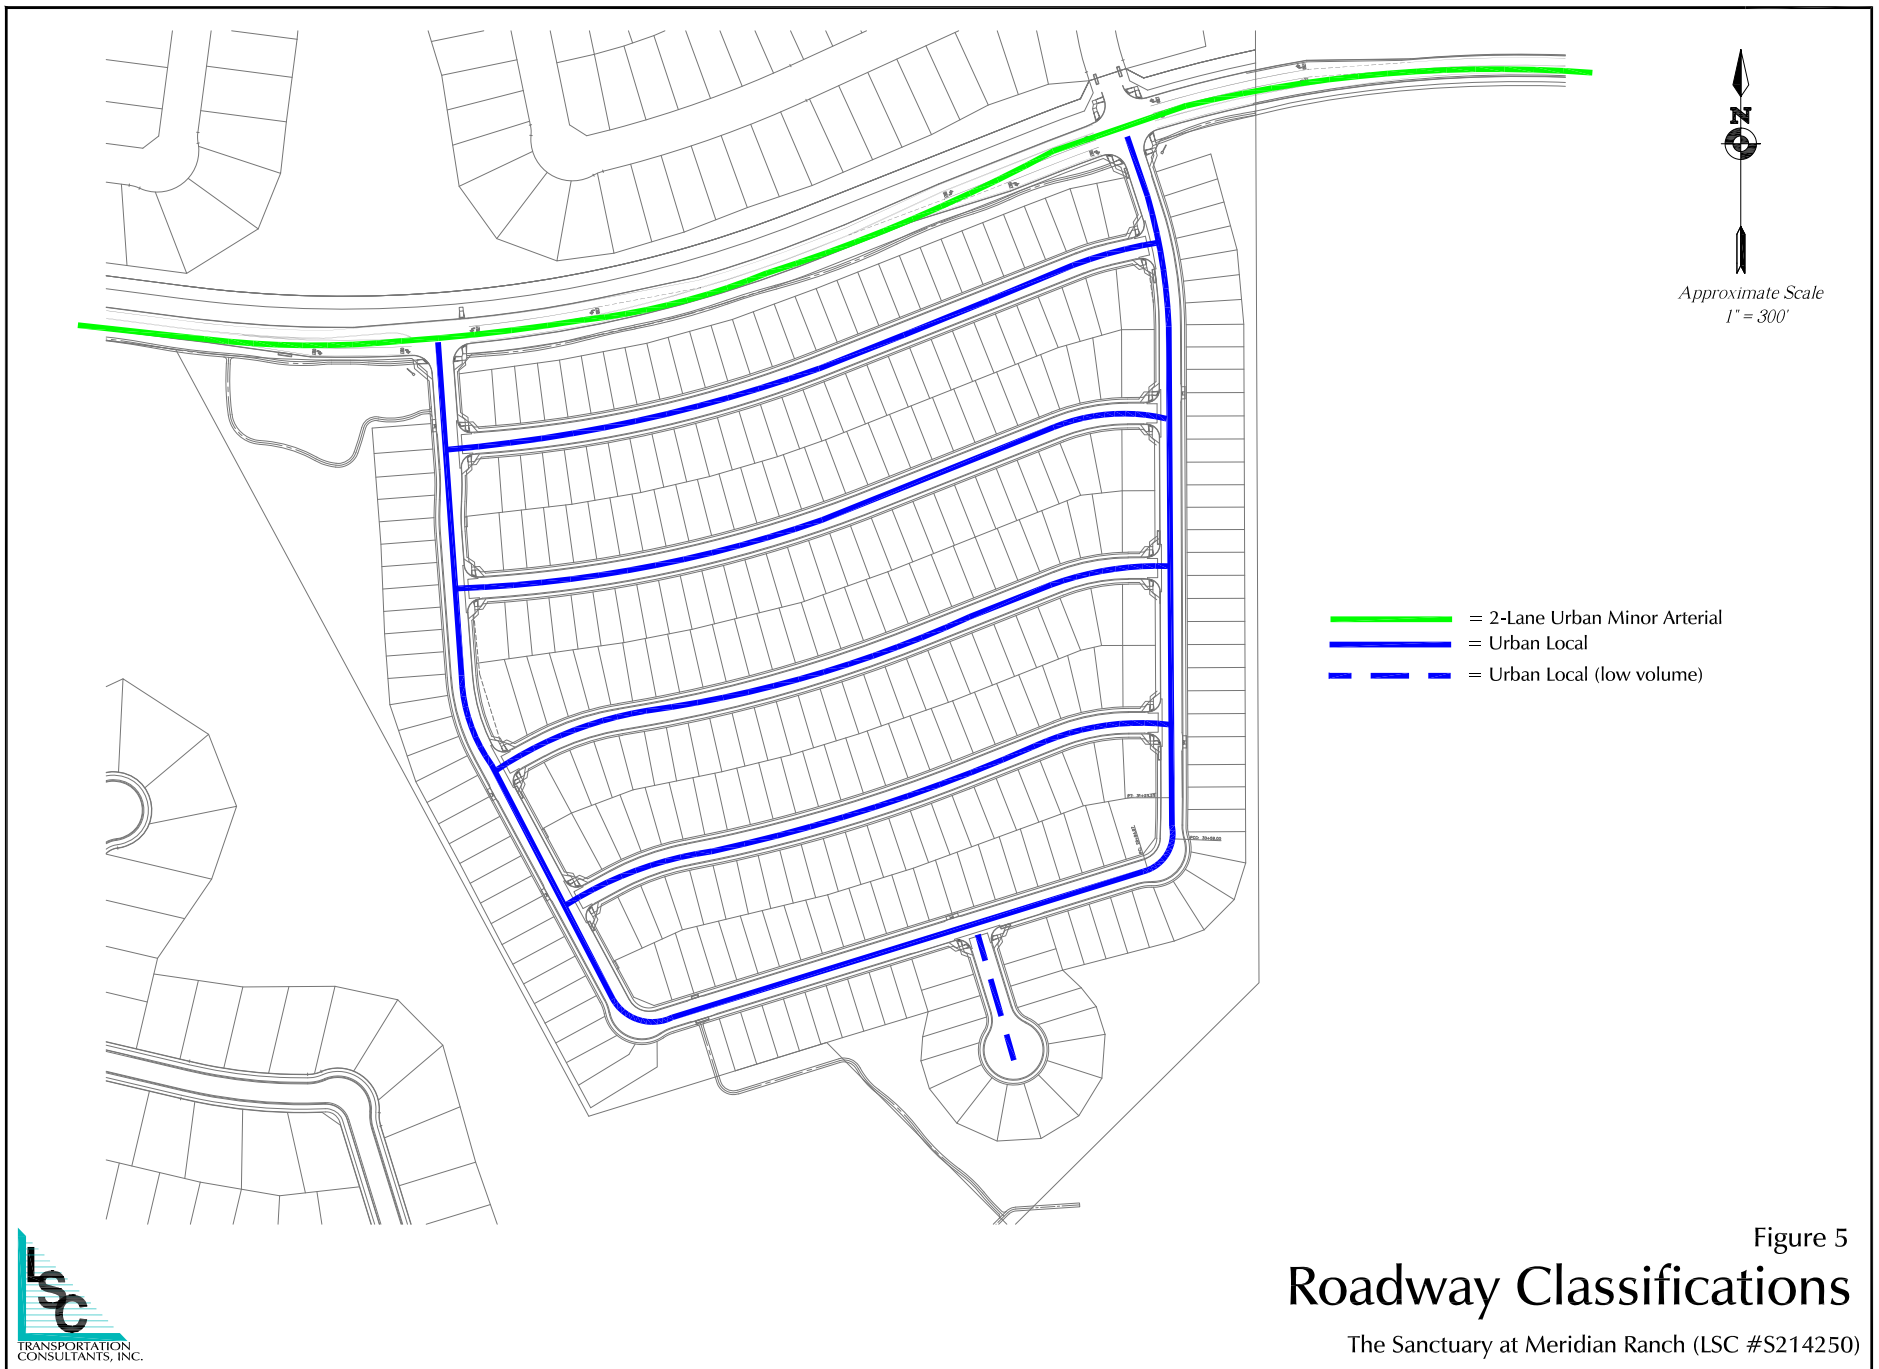 N
Approximate Scale
1" = 300'
= 2-Lane Urban Minor Arterial
= Urban Local
= Urban Local (low volume)
Figure 5
Roadway Classifications
The Sanctuary at Meridian Ranch (LSC #S214250)
LSC
TRANSPORTATION
CONSULTANTS, INC.